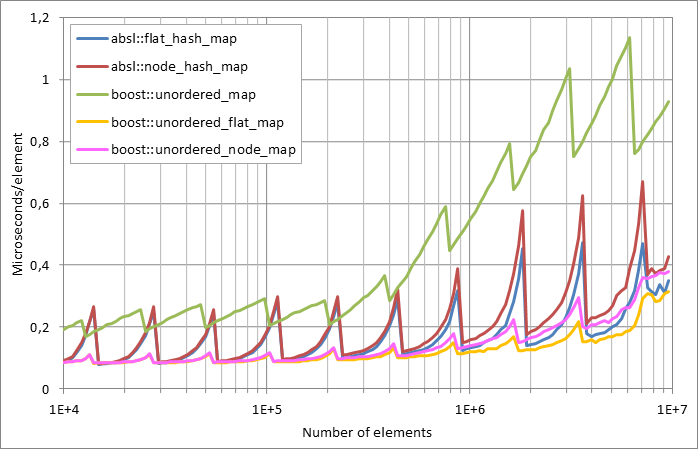 1,2
1
0,8
0,6
0,4
0,2
0
Microseconds/element
absl::flat_hash_map
absl::node_hash_map
boost::unordered_map
boost::unordered_flat_map
boost::unordered_node_map
1E+4 1E+5 1E+6 1E+7
Number of elements